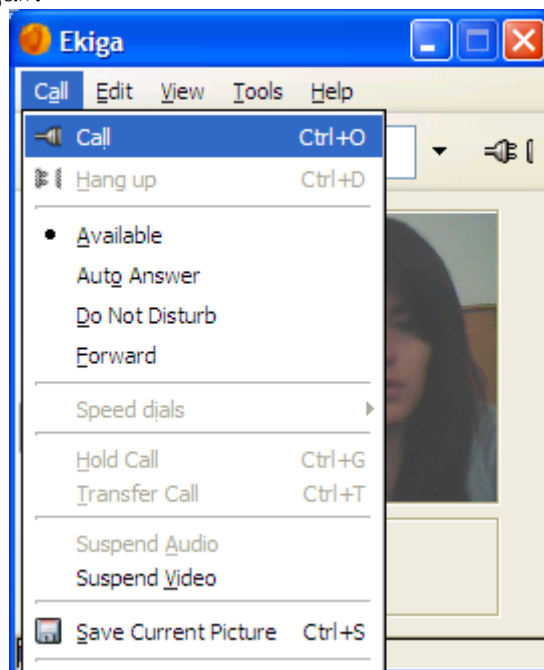 Ekiga
Call Edit View Tools Help
Call Ctrl+O
Hang up Ctrl+D
Available
Auto Answer
Do Not Disturb
Forward
Speed dials
Hold Call Ctrl+G
Transfer Call Ctrl+T
Suspend Audio
Suspend Video
Save Current Picture Ctrl+S